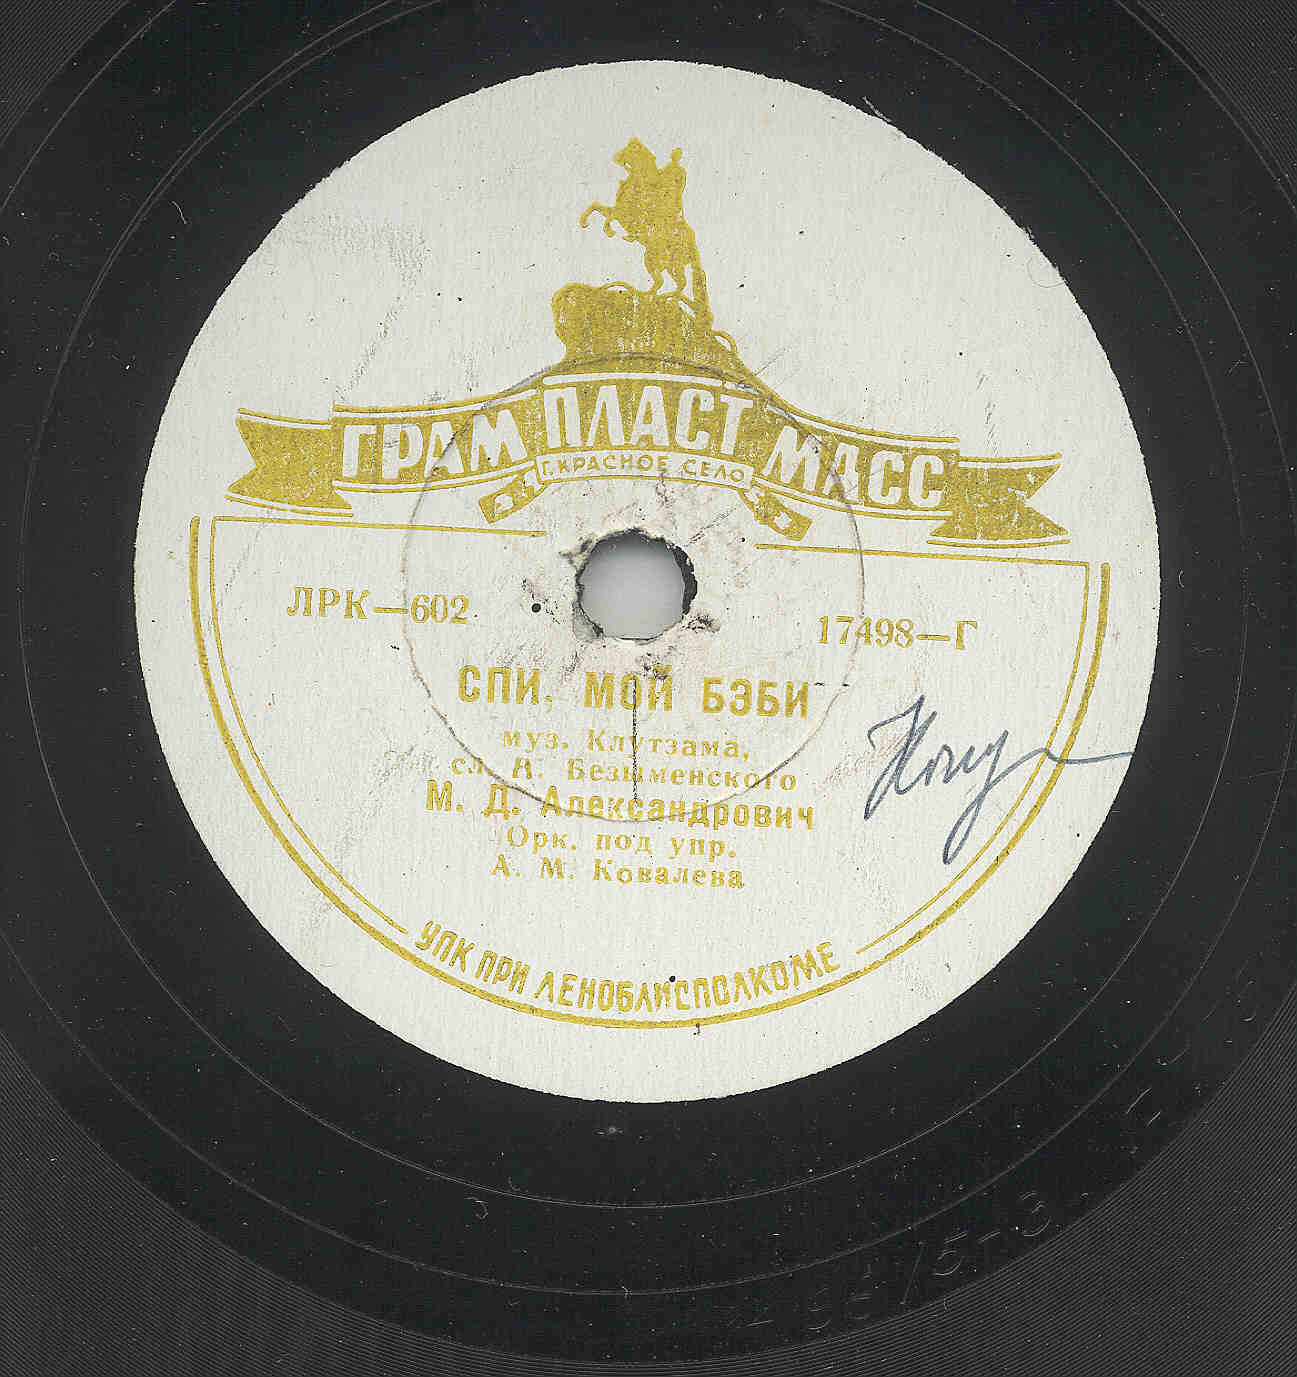 ГРАМ ПЛАСТ МАСС
Г. КРАСНОЕ СЕЛО
ЛРК—602
17498—Г
СПИ, МОЙ БЭБИ
муз. Клутзама,
сл. А. Безыменского
М. Д. Александрович
Орк. под упр.
А. М. Ковалева
УПК ПРИ ЛЕНОБЛИСПОЛКОМЕ